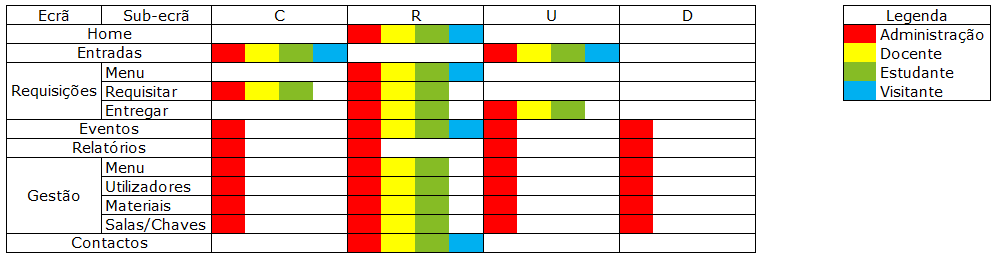 Ecrã Sub-ecrã C R U D Legenda
Home Administração
Entradas Docente
Menu Estudante
Requisições Requisitar Visitante
Entregar
Eventos
Relatórios
Menu
Gestão Utilizadores
Materiais
Salas/Chaves
Contactos